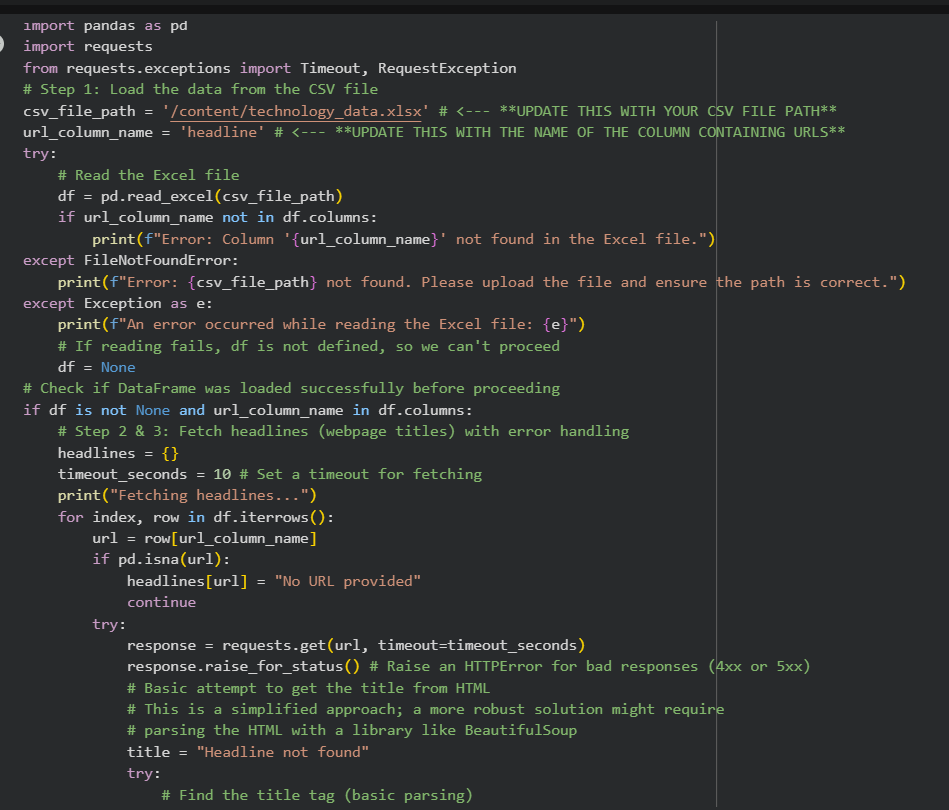 import pandas as pd
import requests
from requests.exceptions import Timeout, RequestException
# Step 1: Load the data from the CSV file
csv_file_path = '/content/technology_data.xlsx' # <--- **UPDATE THIS WITH YOUR CSV FILE PATH**
url_column_name = 'headline' # <--- **UPDATE THIS WITH THE NAME OF THE COLUMN CONTAINING URLS**
try:
    # Read the Excel file
    df = pd.read_excel(csv_file_path)
    if url_column_name not in df.columns:
        print(f"Error: Column '{url_column_name}' not found in the Excel file.")
except FileNotFoundError:
    print(f"Error: {csv_file_path} not found. Please upload the file and ensure the path is correct.")
except Exception as e:
    print(f"An error occurred while reading the Excel file: {e}")
    # If reading fails, df is not defined, so we can't proceed
    df = None
# Check if DataFrame was loaded successfully before proceeding
if df is not None and url_column_name in df.columns:
    # Step 2 & 3: Fetch headlines (webpage titles) with error handling
    headlines = {}
    timeout_seconds = 10 # Set a timeout for fetching
    print("Fetching headlines...")
    for index, row in df.iterrows():
        url = row[url_column_name]
        if pd.isna(url):
            headlines[url] = "No URL provided"
            continue
        try:
            response = requests.get(url, timeout=timeout_seconds)
            response.raise_for_status() # Raise an HTTPError for bad responses (4xx or 5xx)
            # Basic attempt to get the title from HTML
            # This is a simplified approach; a more robust solution might require
            # parsing the HTML with a library like BeautifulSoup
            title = "Headline not found"
            try:
                # Find the title tag (basic parsing)